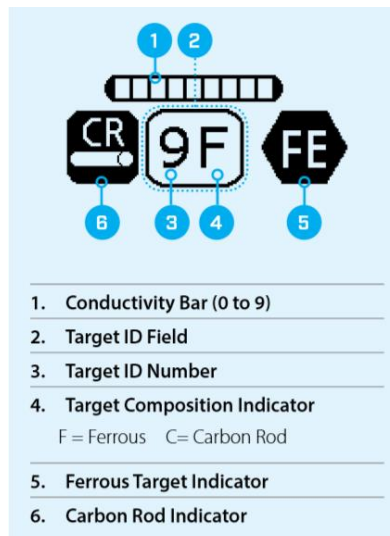 1 2
CR 9F FE
6 3 4 5
1. Conductivity Bar (0 to 9)
2. Target ID Field
3. Target ID Number
4. Target Composition Indicator
F = Ferrous C= Carbon Rod
5. Ferrous Target Indicator
6. Carbon Rod Indicator